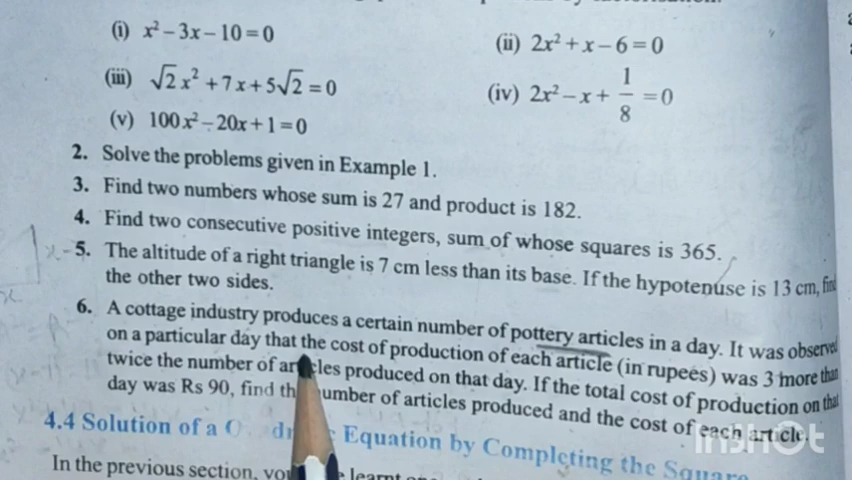 (i) x² – 3x – 10 = 0
(ii) 2x² + x – 6 = 0
(iii) √2 x² + 7x + 5√2 = 0
(iv) 2x² – x + 1/8 = 0
(v) 100x² – 20x + 1 = 0
2. Solve the problems given in Example 1.
3. Find two numbers whose sum is 27 and product is 182.
4. Find two consecutive positive integers, sum of whose squares is 365.
5. The altitude of a right triangle is 7 cm less than its base. If the hypotenuse is 13 cm, find
the other two sides.
6. A cottage industry produces a certain number of pottery articles in a day. It was observed
on a particular day that the cost of production of each article (in rupees) was 3 more than
twice the number of articles produced on that day. If the total cost of production on that
day was Rs 90, find the number of articles produced and the cost of each article.
4.4 Solution of a Equation by Completing the Square
In the previous section, learnt
InShot